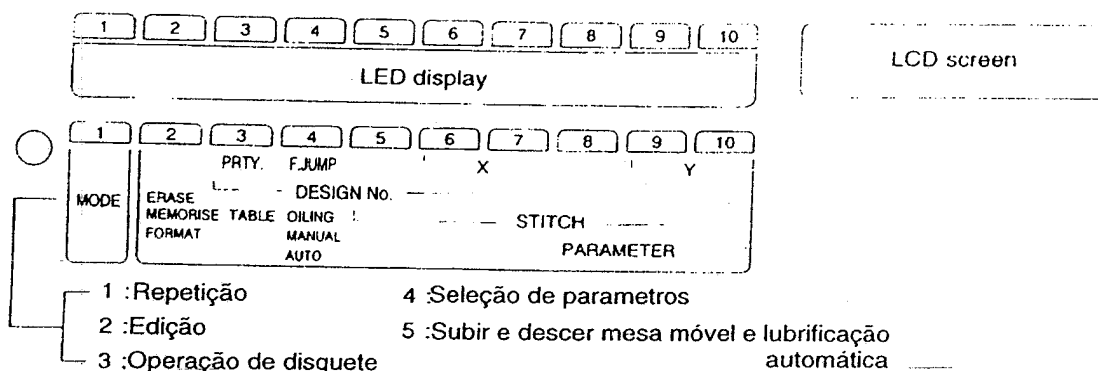 1 2 3 4 5 6 7 8 9 10
LED display
LCD screen
1 2 3 4 5 6 7 8 9 10
PRTY. F.JUMP X Y
MODE ERASE DESIGN No.
MEMORISE TABLE OILING STITCH
FORMAT MANUAL PARAMETER
AUTO
1 :Repetição 4 :Seleção de parametros
2 :Edição 5 :Subir e descer mesa móvel e lubrificação
3 :Operação de disquete automática